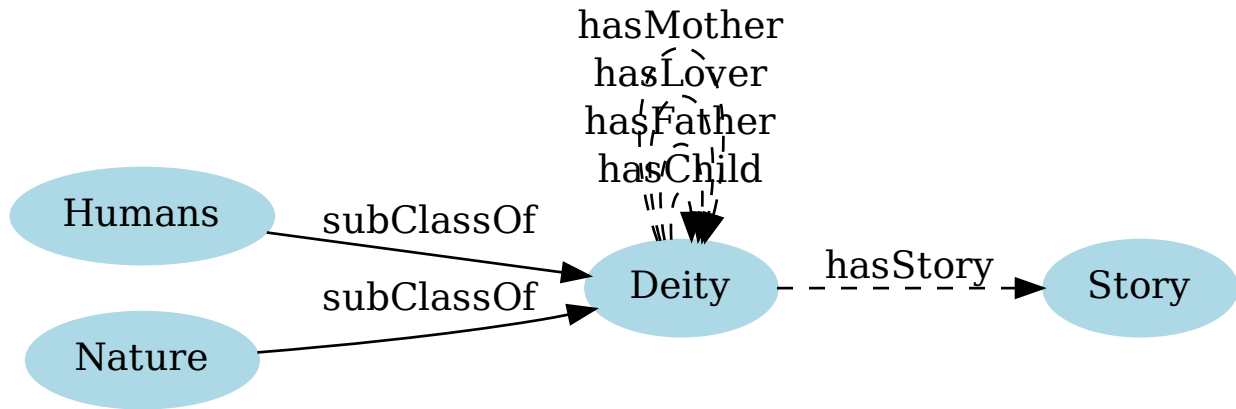 hasMother
hasLover
hasFather
hasChild
Humans
subClassOf
Deity
hasStory
Story
subClassOf
Nature